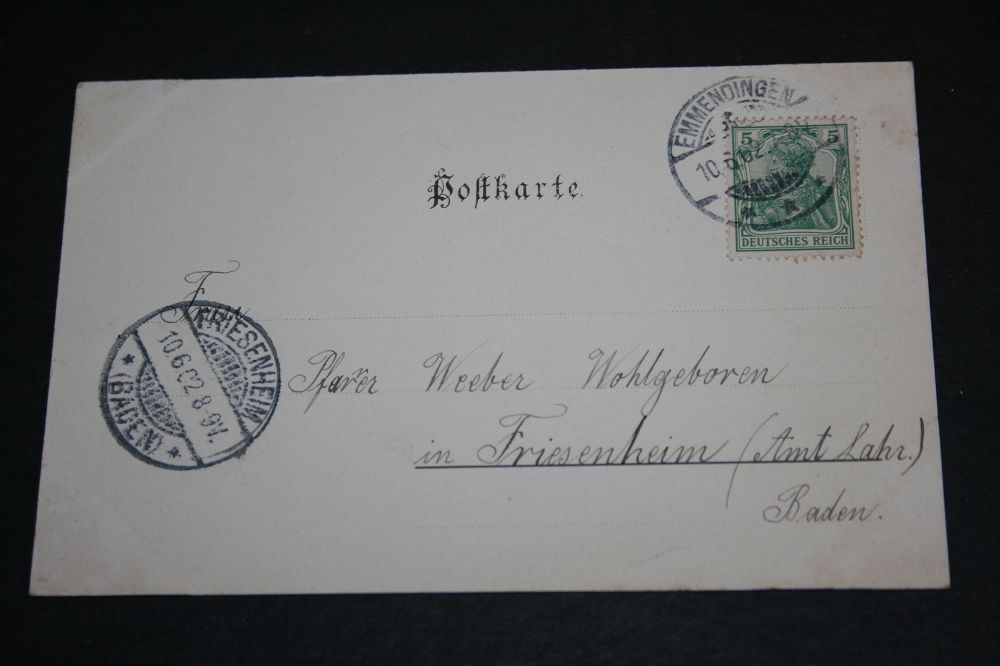 EMMENDINGEN
10.6.02
5 5
DEUTSCHES REICH
Postkarte
Frau
FRIESENHEIM
10.6.02 8-9V.
(BADEN)
Pfarrer Weeber Wohlgeboren
in Friesenheim (Amt Lahr.)
Baden.